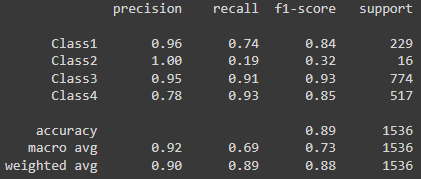 precision recall f1-score support
Class1 0.96 0.74 0.84 229
Class2 1.00 0.19 0.32 16
Class3 0.95 0.91 0.93 774
Class4 0.78 0.93 0.85 517
accuracy 0.89 1536
macro avg 0.92 0.69 0.73 1536
weighted avg 0.90 0.89 0.88 1536